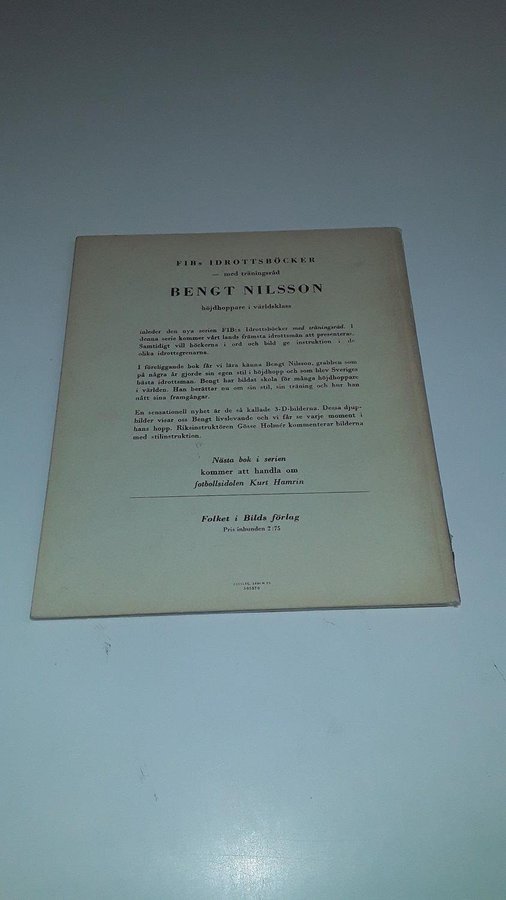 FIBs IDROTTSBÖCKER
— med träningsråd
BENGT NILSSON
höjdhoppare i världsklass
inleder den nya serien FIB:s Idrottsböcker med träningsråd. I
denna serie kommer vårt lands främsta idrottsmän att presenteras.
Samtidigt vill böckerna i ord och bild ge instruktion i de
olika idrottsgrenarna.
I föreliggande bok får vi lära känna Bengt Nilsson, grabben som
på några år gjorde sin egen stil i höjdhopp och som blev Sveriges
bästa idrottsman. Bengt har bildat skola för många höjdhoppare
i världen. Han berättar nu om sin stil, sin träning och hur han
nått sina framgångar.
En sensationell nyhet är de så kallade 3-D-bilderna. Dessa djup-
bilder visar oss Bengt livslevande och vi får se varje moment i
hans hopp. Riksinstruktören Gösse Holmér kommenterar bilderna
med stilinstruktion.
Nästa bok i serien
kommer att handla om
fotbollsidolen Kurt Hamrin
Folket i Bilds förlag
Pris inbunden 2:75